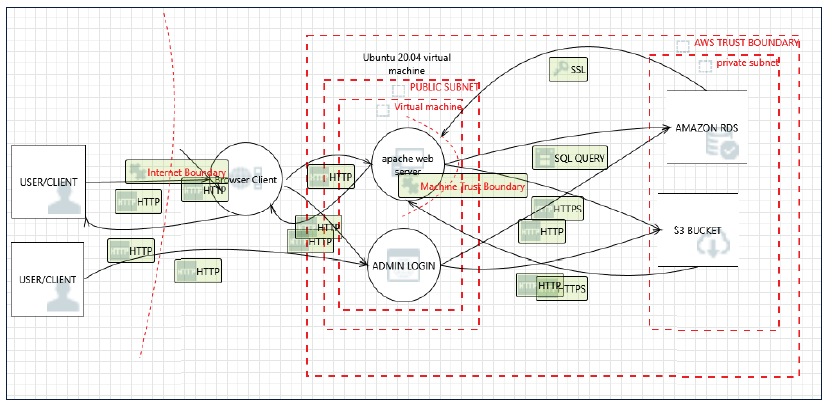 AWS TRUST BOUNDARY
Ubuntu 20.04 virtual
machine
private subnet
SSL
PUBLIC SUBNET
Virtual machine
AMAZON RDS
apache web
server
SQL QUERY
Internet Boundary
Browser Client
USER/CLIENT
HTTP
HTTP
Machine Trust Boundary
HTTP
HTTPS
HTTP
HTTP
HTTP
$3 BUCKET
HTTP
ADMIN LOGIN
HTTP
USER/CLIENT
HTTP
HTTPS